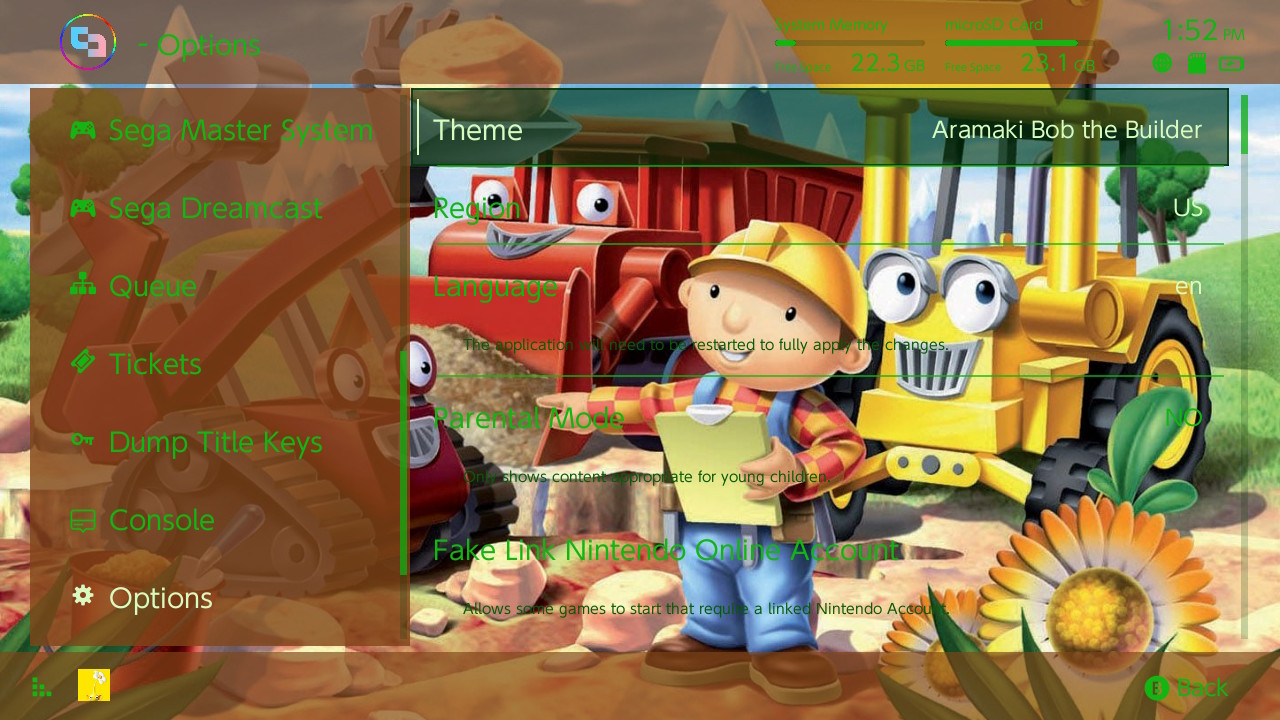 - Options
System Memory
microSD Card
1:52 PM
Free Space 22.3 GB
Free Space 23.1 GB
Sega Master System
Sega Dreamcast
Queue
Tickets
Dump Title Keys
Console
Options
Theme
Aramaki Bob the Builder
Region
US
Language
en
The application will need to be restarted to fully apply the changes.
Parental Mode
NO
Only shows content appropriate for young children.
Fake Link Nintendo Online Account
Allows some games to start that require a linked Nintendo Account.
B Back